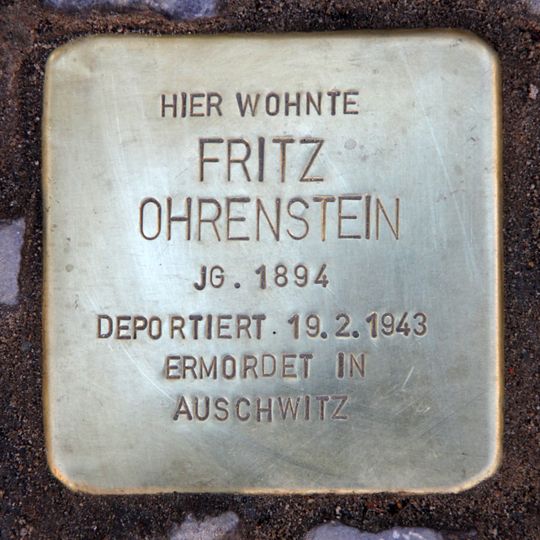 HIER WOHNTE
FRITZ
OHRENSTEIN
JG. 1894
DEPORTIERT 19.2.1943
ERMORDET IN
AUSCHWITZ